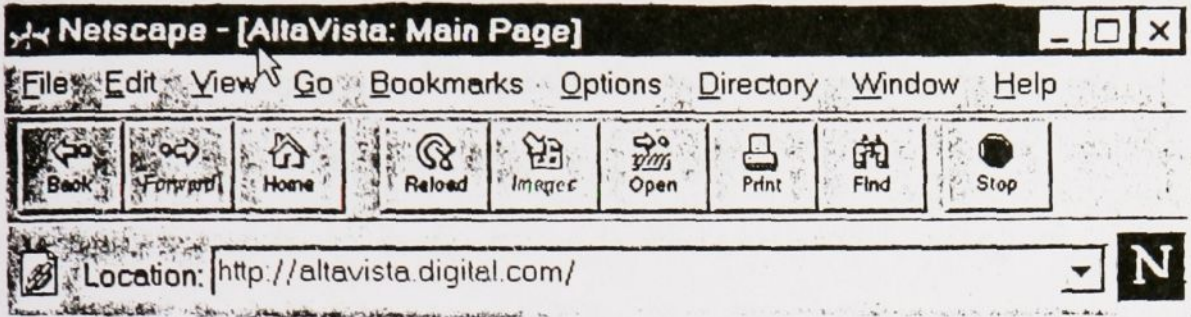 Netscape - [AltaVista: Main Page]
File Edit View Go Bookmarks Options Directory Window Help
Back Forward Home Reload Images Open Print Find Stop
Location: http://altavista.digital.com/
N